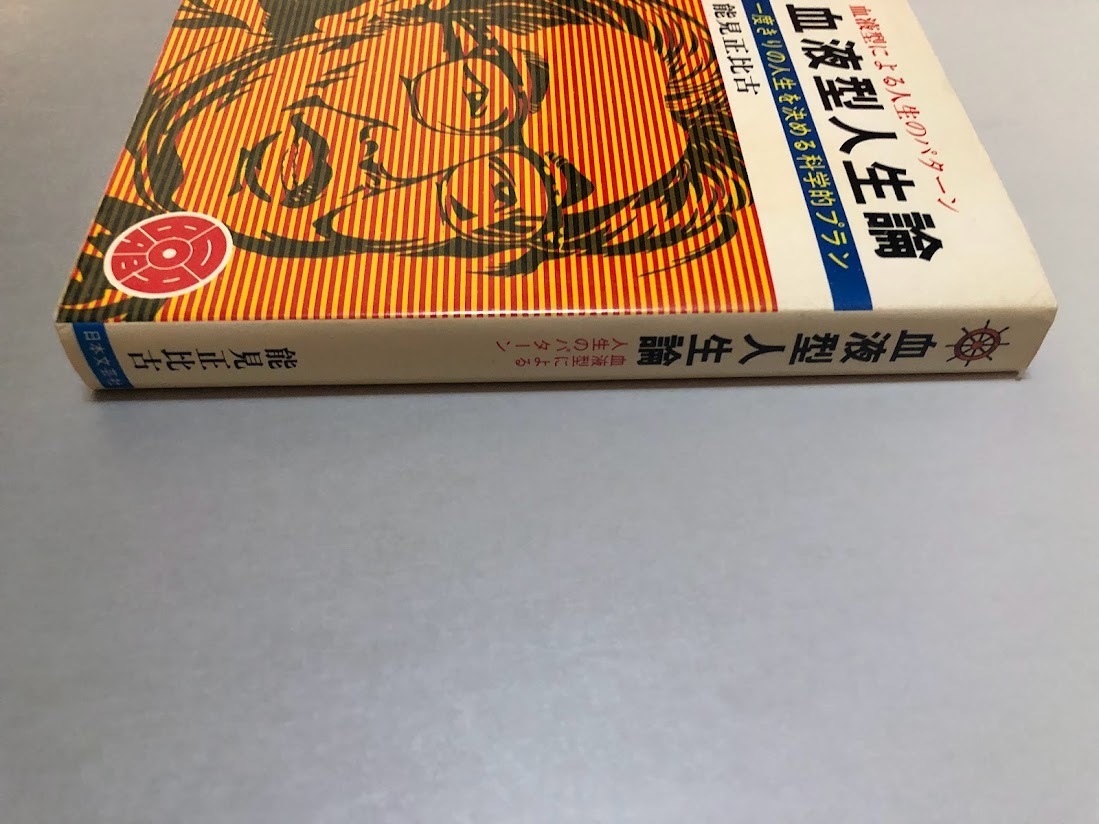 血液型による人生のパターン
血液型人生論
一度きりの人生を決める科学的プラン
能見正比古
血液型人生論
血液型による
人生のパターン
能見正比古
日本文芸社